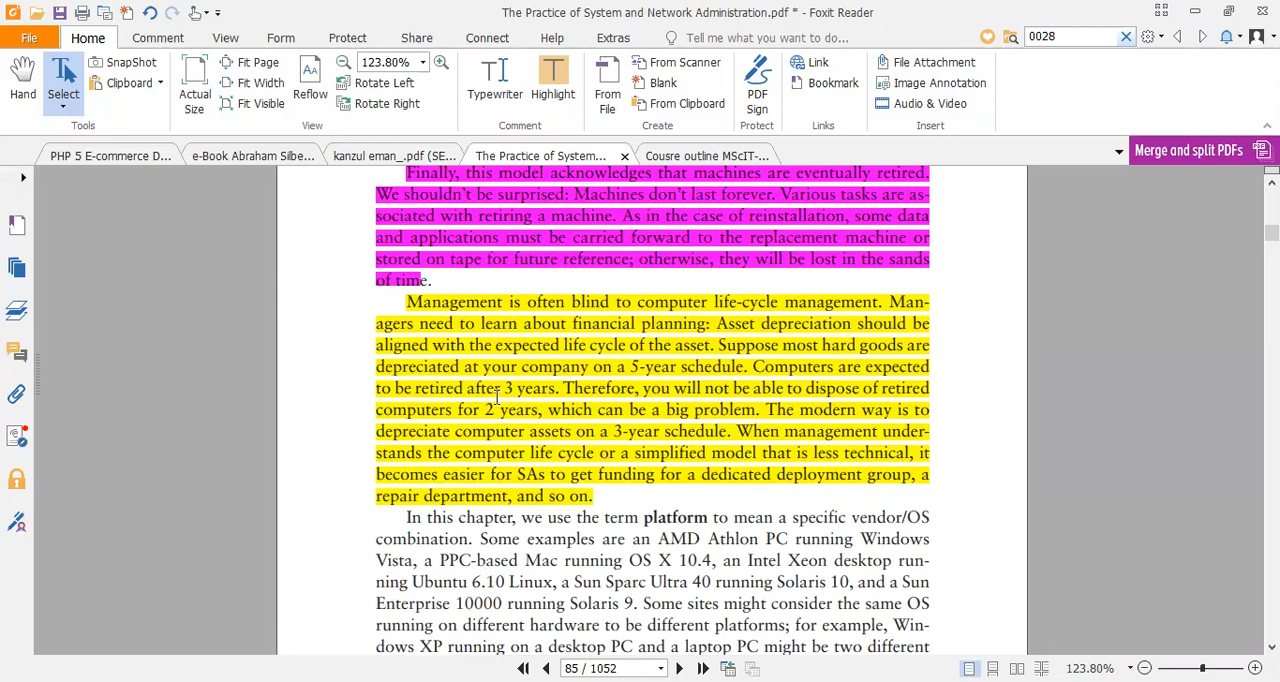 The Practice of System and Network Administration.pdf * - Foxit Reader
File Home Comment View Form Protect Share Connect Help Extras Tell me what you want to do... 0028
Hand
Select
SnapShot
Clipboard
Tools
Actual Size
Fit Page
Fit Width
Fit Visible
Reflow
123.80%
Rotate Left
Rotate Right
View
Typewriter
Highlight
Comment
From File
From Scanner
Blank
From Clipboard
Create
PDF Sign
Protect
Link
Bookmark
Links
File Attachment
Image Annotation
Audio & Video
Insert
PHP 5 E-commerce D... e-Book Abraham Silbe... kanzul eman_.pdf (SE... The Practice of System... Cousre outline MScIT-... Merge and split PDFs
Finally, this model acknowledges that machines are eventually retired.
We shouldn't be surprised: Machines don't last forever. Various tasks are as-
sociated with retiring a machine. As in the case of reinstallation, some data
and applications must be carried forward to the replacement machine or
stored on tape for future reference; otherwise, they will be lost in the sands
of time.
Management is often blind to computer life-cycle management. Man-
agers need to learn about financial planning: Asset depreciation should be
aligned with the expected life cycle of the asset. Suppose most hard goods are
depreciated at your company on a 5-year schedule. Computers are expected
to be retired after 3 years. Therefore, you will not be able to dispose of retired
computers for 2 years, which can be a big problem. The modern way is to
depreciate computer assets on a 3-year schedule. When management under-
stands the computer life cycle or a simplified model that is less technical, it
becomes easier for SAs to get funding for a dedicated deployment group, a
repair department, and so on.
In this chapter, we use the term platform to mean a specific vendor/OS
combination. Some examples are an AMD Athlon PC running Windows
Vista, a PPC-based Mac running OS X 10.4, an Intel Xeon desktop run-
ning Ubuntu 6.10 Linux, a Sun Sparc Ultra 40 running Solaris 10, and a Sun
Enterprise 10000 running Solaris 9. Some sites might consider the same OS
running on different hardware to be different platforms; for example, Win-
dows XP running on a desktop PC and a laptop PC might be two different
85 / 1052 123.80%